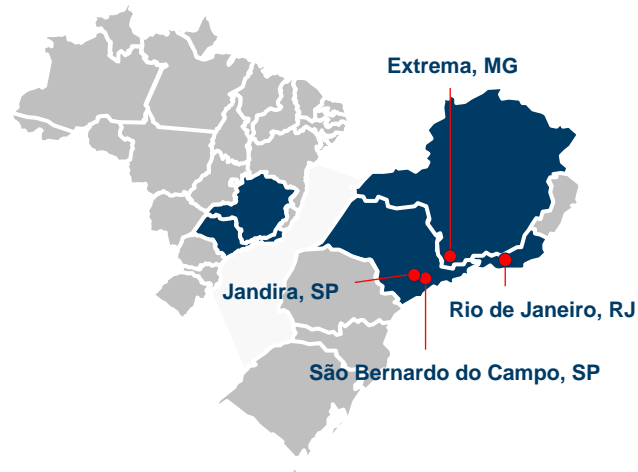 Extrema, MG
Jandira, SP
Rio de Janeiro, RJ
São Bernardo do Campo, SP